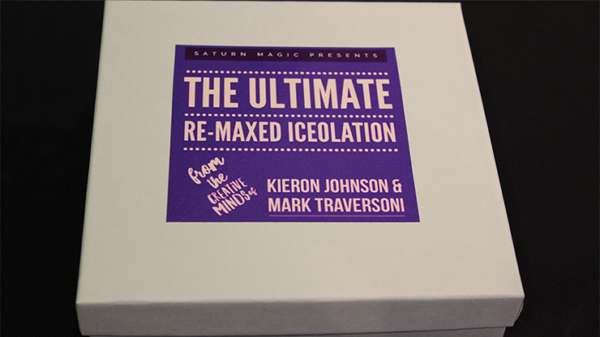 SATURN MAGIC PRESENTS
THE ULTIMATE
RE-MAXED ICEOLATION
from
the
CREATIVE
MINDS of
KIERON JOHNSON &
MARK TRAVERSONI